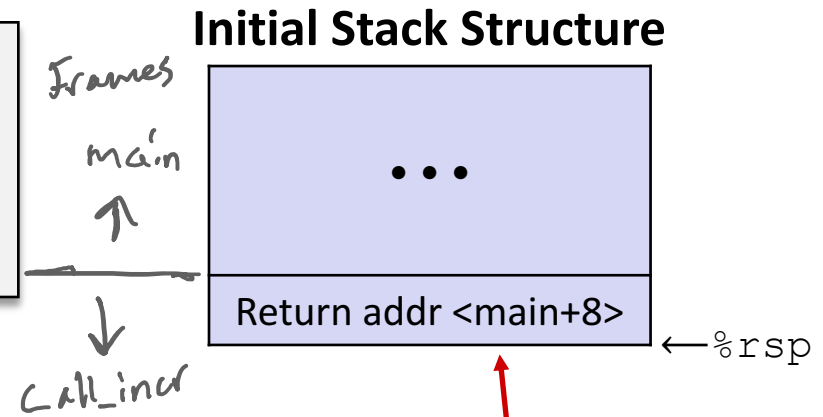 Initial Stack Structure
Frames
main
• • •
Return addr <main+8>
←%rsp
call_incr